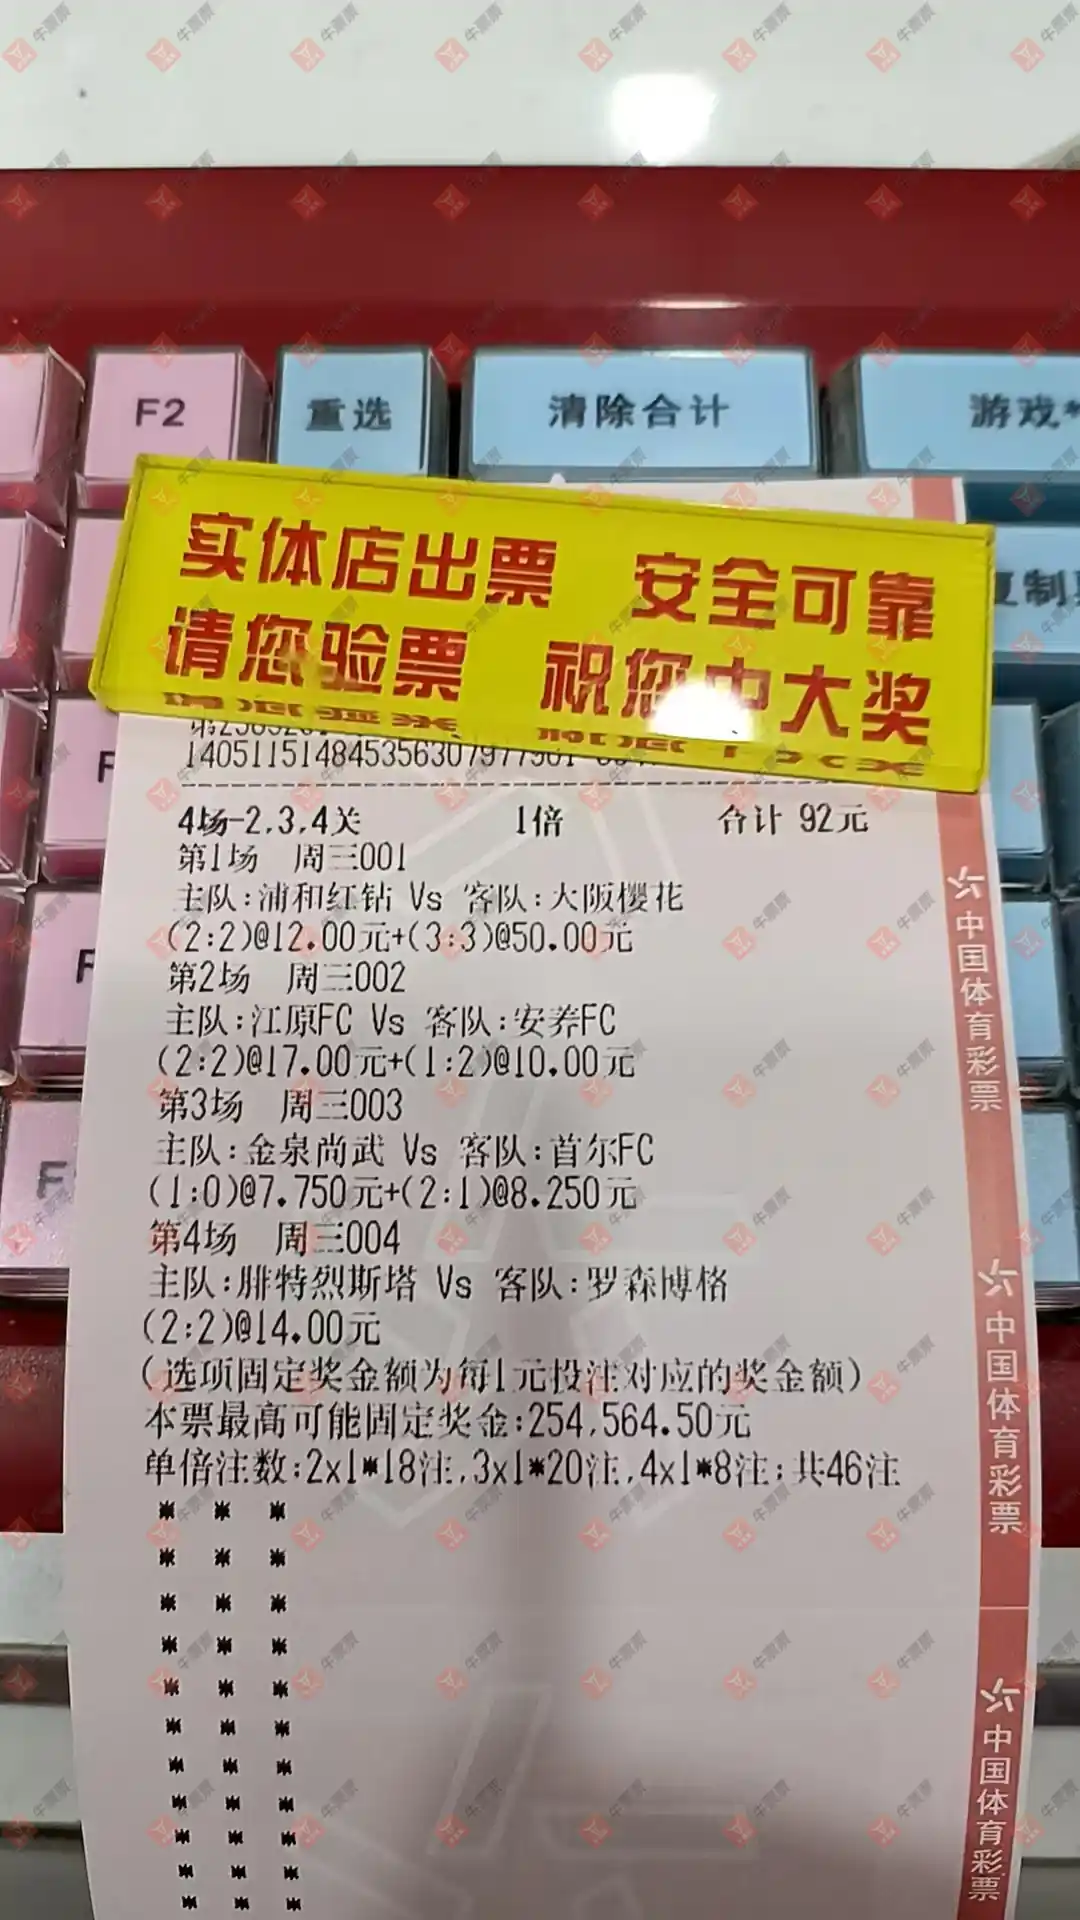 F2
重选
清除合计
游戏*
实体店出票 安全可靠
请您验票 祝您中大奖
复制
4场-2,3,4关 1倍 合计 92元
第1场 周三001
主队:浦和红钻 Vs 客队:大阪樱花
(2:2)@12.00元+(3:3)@50.00元
第2场 周三002
主队:江原FC Vs 客队:安养FC
(2:2)@17.00元+(1:2)@10.00元
第3场 周三003
主队:金泉尚武 Vs 客队:首尔FC
(1:0)@7.750元+(2:1)@8.250元
第4场 周三004
主队:腓特烈斯塔 Vs 客队:罗森博格
(2:2)@14.00元
(选项固定奖金额为每1元投注对应的奖金额)
本票最高可能固定奖金:254,564.50元
单倍注数:2x1*18注,3x1*20注,4x1*8注;共46注
* * *
* * *
* * *
* * *
* * *
* * *
* * *
* * *
* * *
* * *
* * *
中国体育彩票
中国体育彩票
中国体育彩票
牛票票